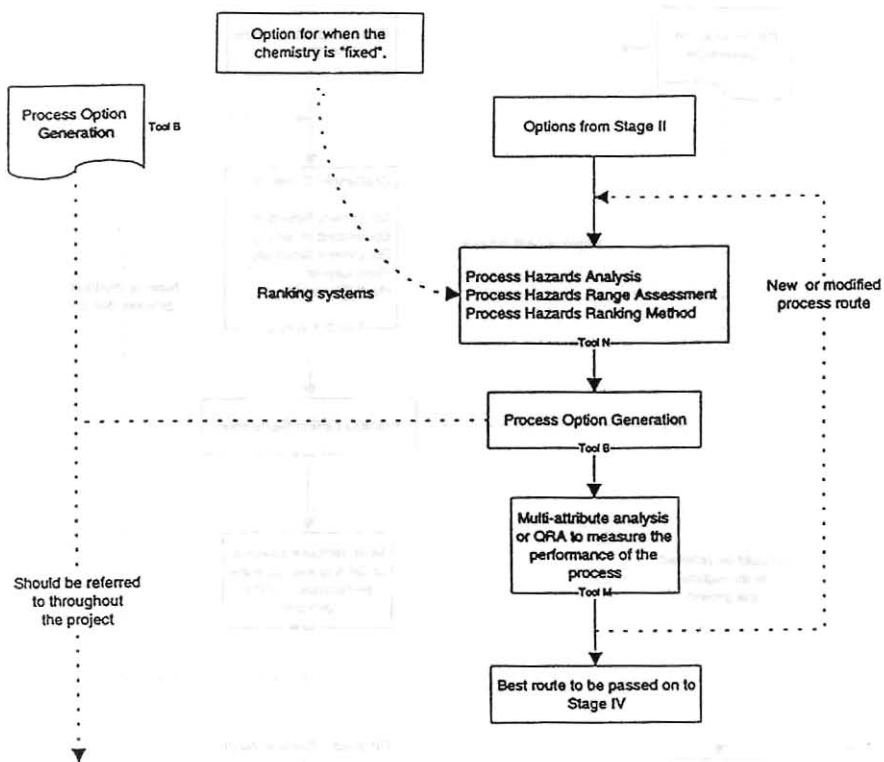 Option for when the
chemistry is "fixed".
Process Option
Generation
Tool B
Options from Stage II
Ranking systems
Process Hazards Analysis
Process Hazards Range Assessment
Process Hazards Ranking Method
Tool N
New or modified
process route
Process Option Generation
Tool B
Multi-attribute analysis
or QRA to measure the
performance of the
process
Tool M
Should be referred
to throughout
the project
Best route to be passed on to
Stage IV